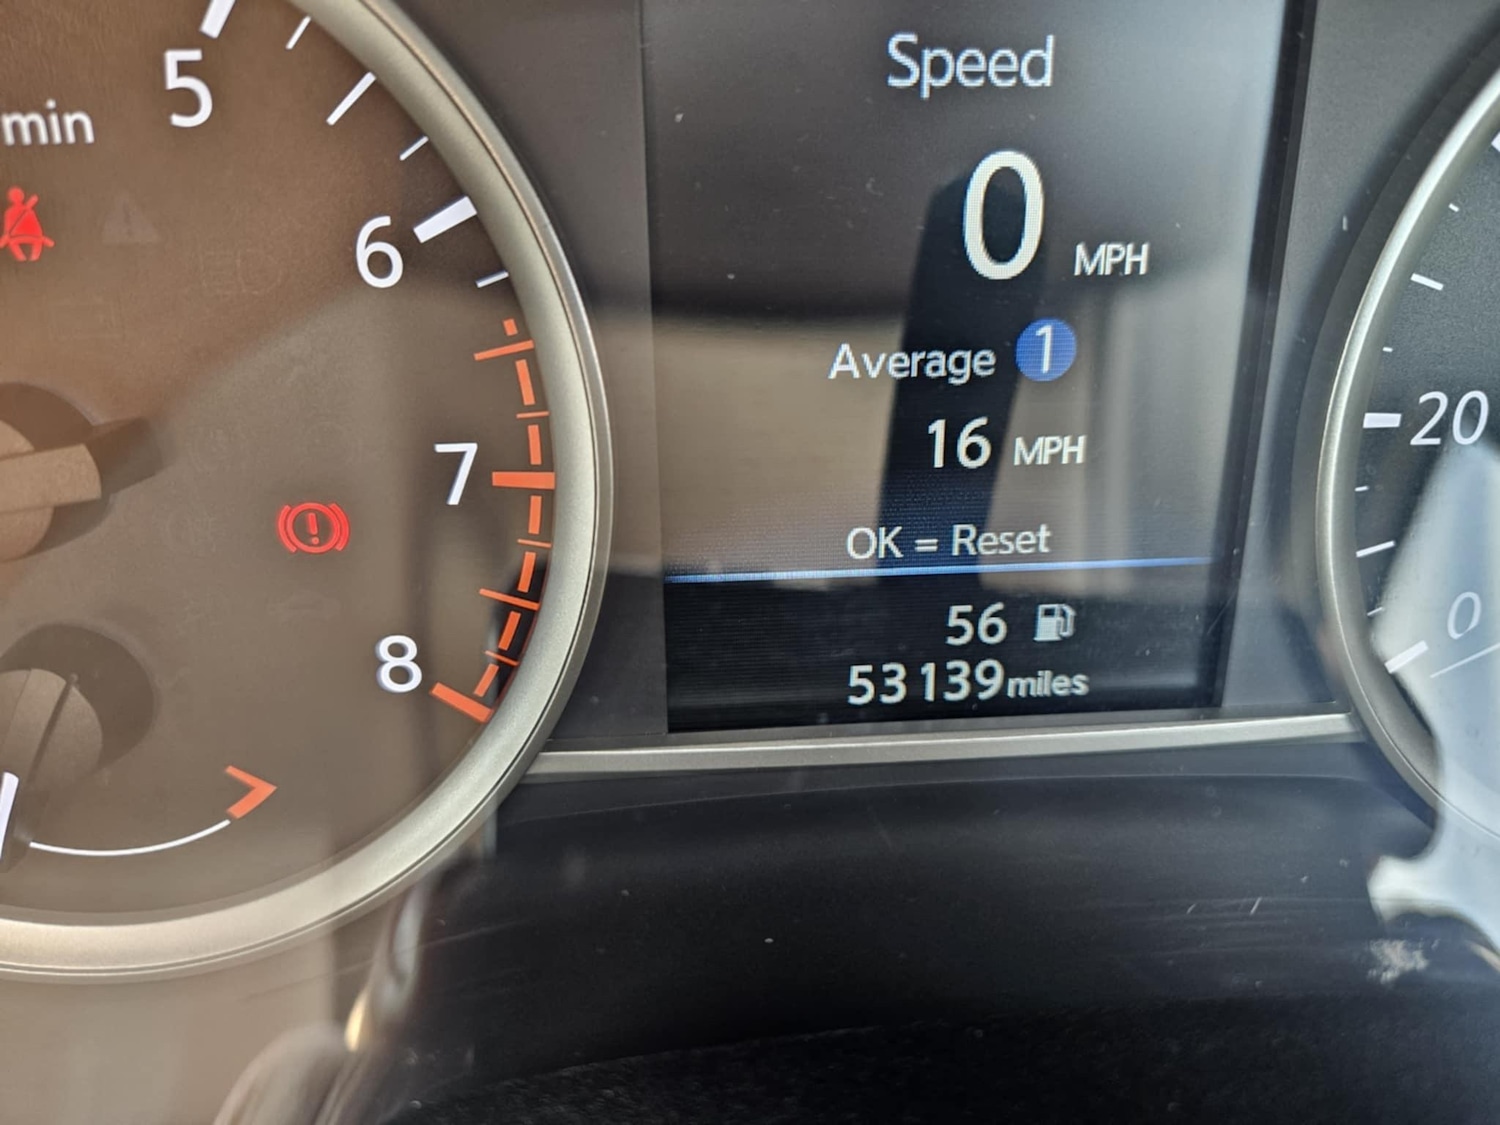 5
min
6
7
8
Speed
0 MPH
Average 1
16 MPH
OK = Reset
56
53139 miles
20
0